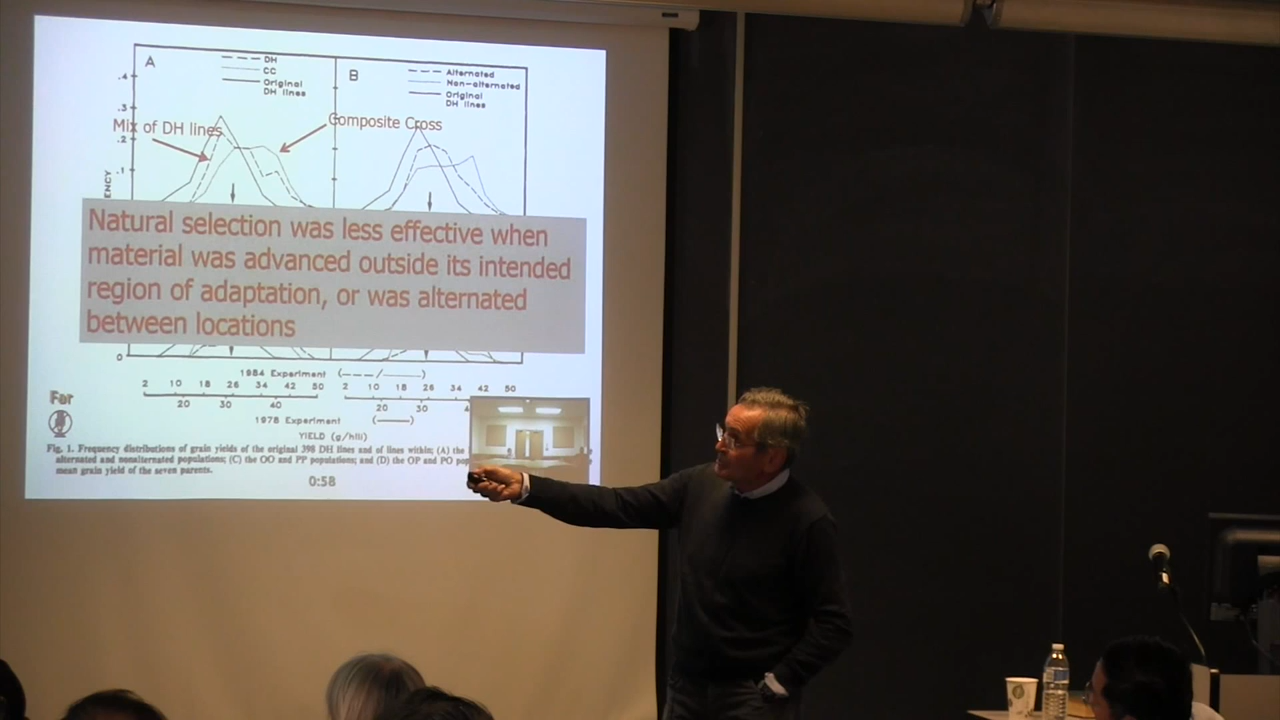 A
DH
CC
Original
DH lines
B
Alternated
Non-alternated
Original
DH lines
.4
.3
.2
.1
Mix of DH lines
Composite Cross
ENCY
Natural selection was less effective when
material was advanced outside its intended
region of adaptation, or was alternated
between locations
0
1984 Experiment
2 10 18 26 34 42 50 2 10 18 26 34 42 50
20 30 40 20 30 4
1978 Experiment
YIELD (g/hill)
Fig. 1. Frequency distributions of grain yields of the original 398 DH lines and of lines within; (A) the
alternated and nonalternated populations; (C) the OO and PP populations; and (D) the OP and PO pop
mean grain yield of the seven parents.
0:58